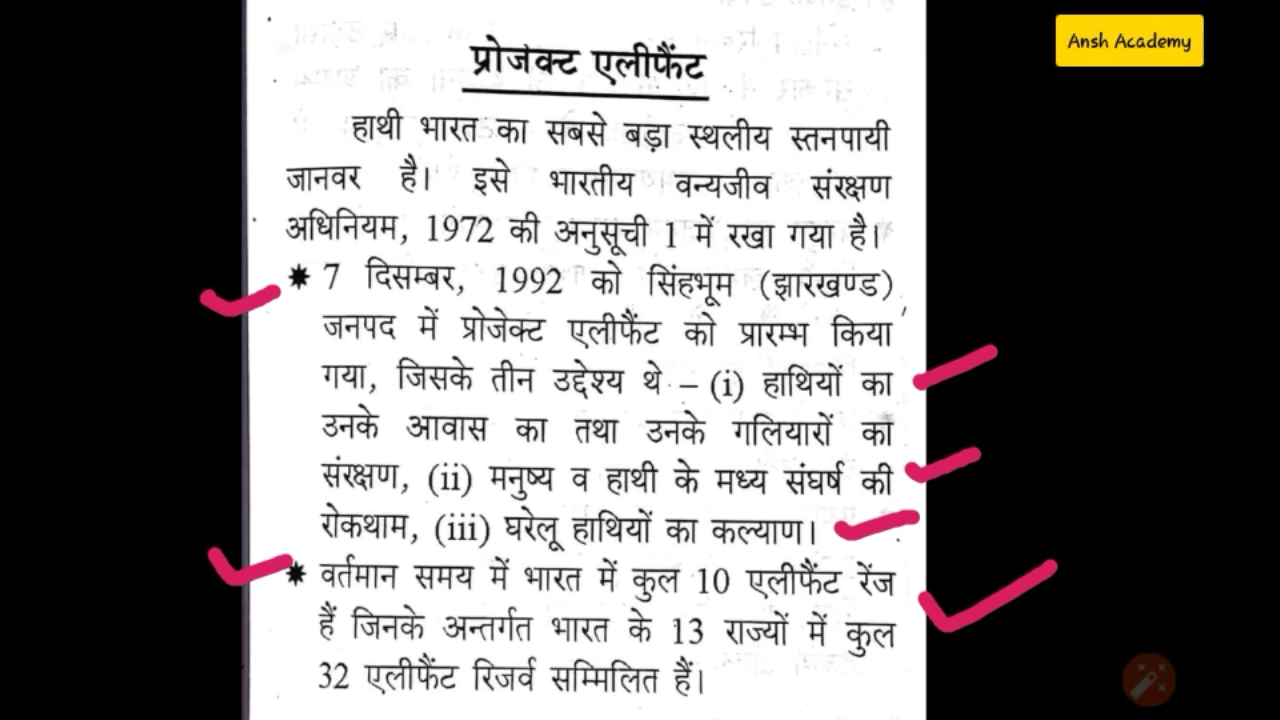 Ansh Academy
प्रोजेक्ट एलीफैंट
हाथी भारत का सबसे बड़ा स्थलीय स्तनपायी
जानवर है। इसे भारतीय वन्यजीव संरक्षण
अधिनियम, 1972 की अनुसूची 1 में रखा गया है।
✷ 7 दिसम्बर, 1992 को सिंहभूम (झारखण्ड)
जनपद में प्रोजेक्ट एलीफैंट को प्रारम्भ किया
गया, जिसके तीन उद्देश्य थे – (i) हाथियों का
उनके आवास का तथा उनके गलियारों का
संरक्षण, (ii) मनुष्य व हाथी के मध्य संघर्ष की
रोकथाम, (iii) घरेलू हाथियों का कल्याण।
✷ वर्तमान समय में भारत में कुल 10 एलीफैंट रेंज
हैं जिनके अन्तर्गत भारत के 13 राज्यों में कुल
32 एलीफैंट रिजर्व सम्मिलित हैं।